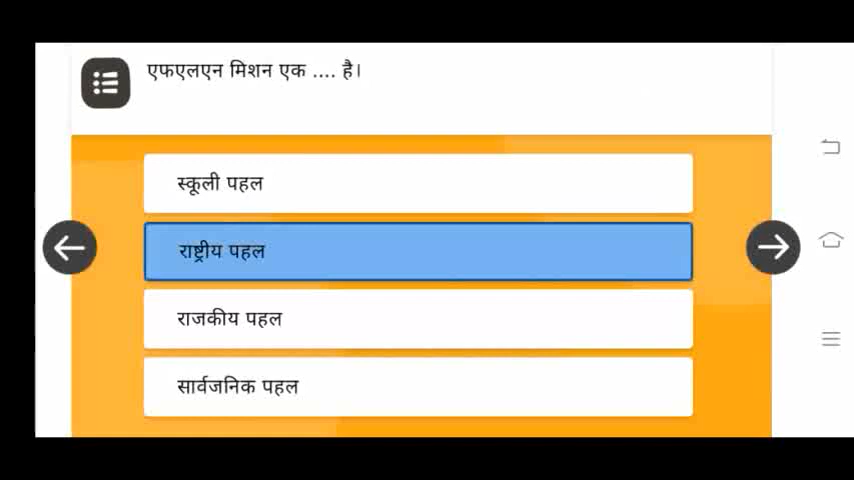 एफएलएन मिशन एक .... है।
स्कूली पहल
राष्ट्रीय पहल
राजकीय पहल
सार्वजनिक पहल